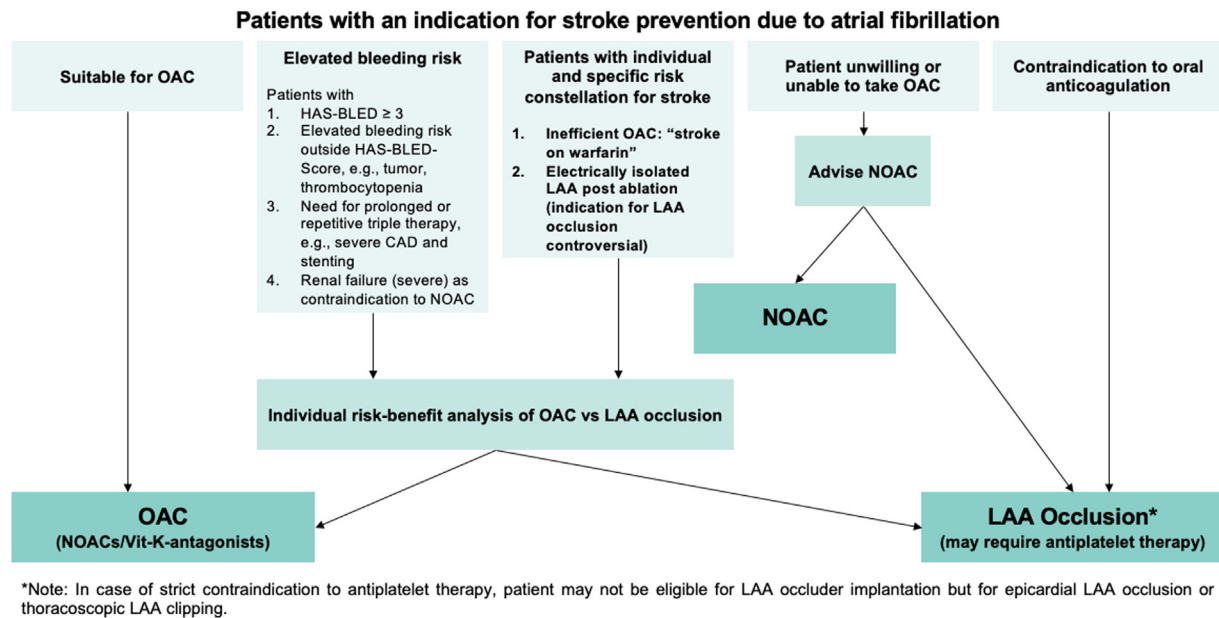 Patients with an indication for stroke prevention due to atrial fibrillation
Suitable for OAC
Elevated bleeding risk
Patients with
1. HAS-BLED ≥ 3
2. Elevated bleeding risk
outside HAS-BLED-
Score, e.g., tumor,
thrombocytopenia
3. Need for prolonged or
repetitive triple therapy,
e.g., severe CAD and
stenting
4. Renal failure (severe) as
contraindication to NOAC
Patients with individual
and specific risk
constellation for stroke
1. Inefficient OAC: “stroke
on warfarin”
2. Electrically isolated
LAA post ablation
(indication for LAA
occlusion
controversial)
Patient unwilling or
unable to take OAC
Contraindication to oral
anticoagulation
Advise NOAC
NOAC
Individual risk-benefit analysis of OAC vs LAA occlusion
OAC
(NOACs/Vit-K-antagonists)
LAA Occlusion*
(may require antiplatelet therapy)
*Note: In case of strict contraindication to antiplatelet therapy, patient may not be eligible for LAA occluder implantation but for epicardial LAA occlusion or
thoracoscopic LAA clipping.